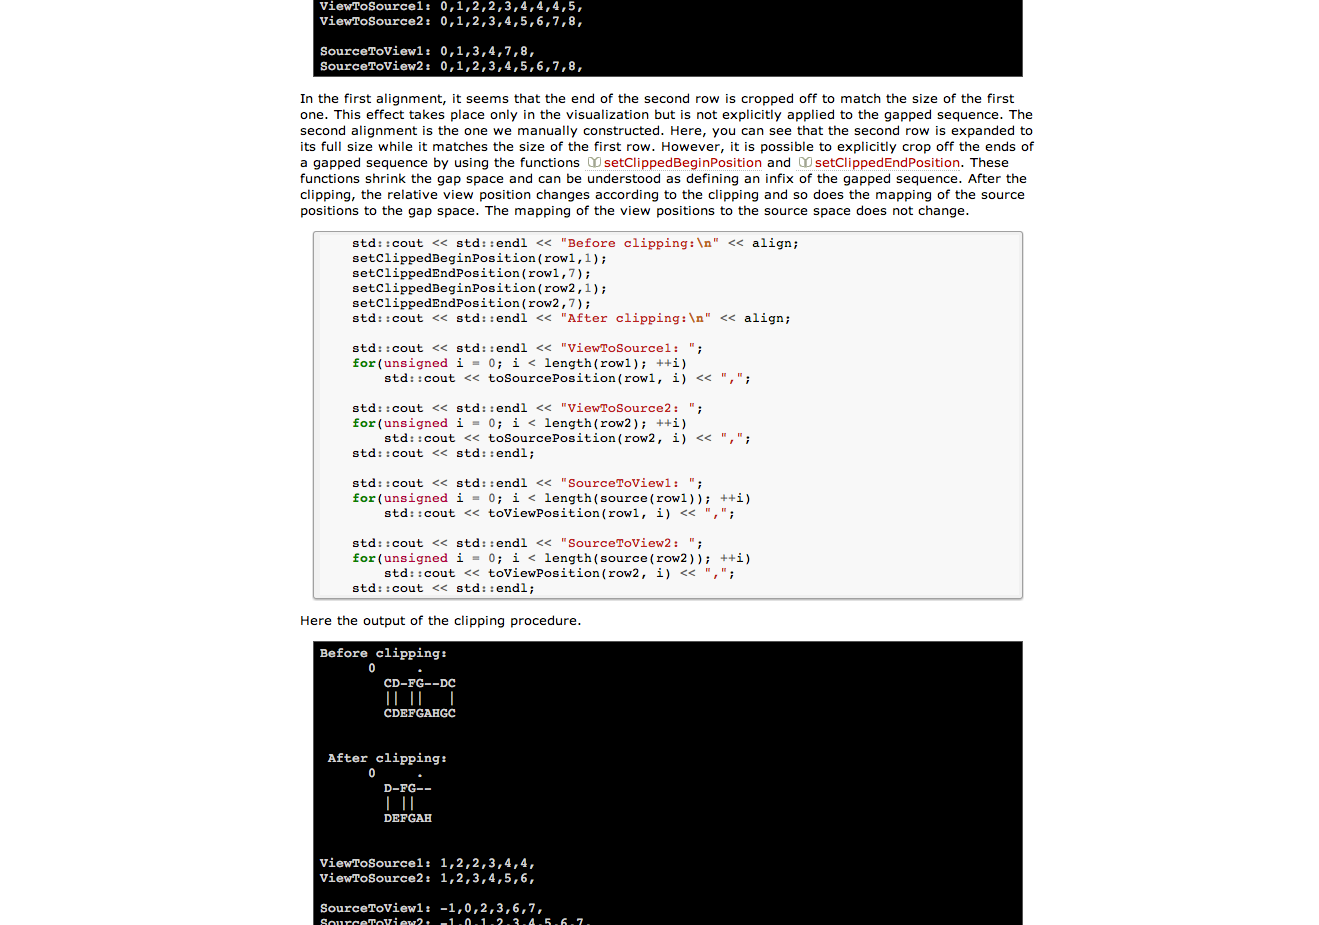 ViewToSource1: 0,1,2,2,3,4,4,4,5,
ViewToSource2: 0,1,2,3,4,5,6,7,8,
SourceToView1: 0,1,3,4,7,8,
SourceToView2: 0,1,2,3,4,5,6,7,8,
In the first alignment, it seems that the end of the second row is cropped off to match the size of the first
one. This effect takes place only in the visualization but is not explicitly applied to the gapped sequence. The
second alignment is the one we manually constructed. Here, you can see that the second row is expanded to
its full size while it matches the size of the first row. However, it is possible to explicitly crop off the ends of
a gapped sequence by using the functions setClippedBeginPosition and setClippedEndPosition. These
functions shrink the gap space and can be understood as defining an infix of the gapped sequence. After the
clipping, the relative view position changes according to the clipping and so does the mapping of the source
positions to the gap space. The mapping of the view positions to the source space does not change.
std::cout << std::endl << "Before clipping:\n" << align;
setClippedBeginPosition(row1,1);
setClippedEndPosition(row1,7);
setClippedBeginPosition(row2,1);
setClippedEndPosition(row2,7);
std::cout << std::endl << "After clipping:\n" << align;
std::cout << std::endl << "ViewToSource1: ";
for(unsigned i = 0; i < length(row1); ++i)
    std::cout << toSourcePosition(row1, i) << ",";
std::cout << std::endl << "ViewToSource2: ";
for(unsigned i = 0; i < length(row2); ++i)
    std::cout << toSourcePosition(row2, i) << ",";
std::cout << std::endl;
std::cout << std::endl << "SourceToView1: ";
for(unsigned i = 0; i < length(source(row1)); ++i)
    std::cout << toViewPosition(row1, i) << ",";
std::cout << std::endl << "SourceToView2: ";
for(unsigned i = 0; i < length(source(row2)); ++i)
    std::cout << toViewPosition(row2, i) << ",";
std::cout << std::endl;
Here the output of the clipping procedure.
Before clipping:
      0     .
        CD-FG--DC
        || ||   |
        CDEFGAHGC
 After clipping:
      0     .
        D-FG--
        | ||
        DEFGAH
ViewToSource1: 1,2,2,3,4,4,
ViewToSource2: 1,2,3,4,5,6,
SourceToView1: -1,0,2,3,6,7,
SourceToView2: -1,0,1,2,3,4,5,6,7,